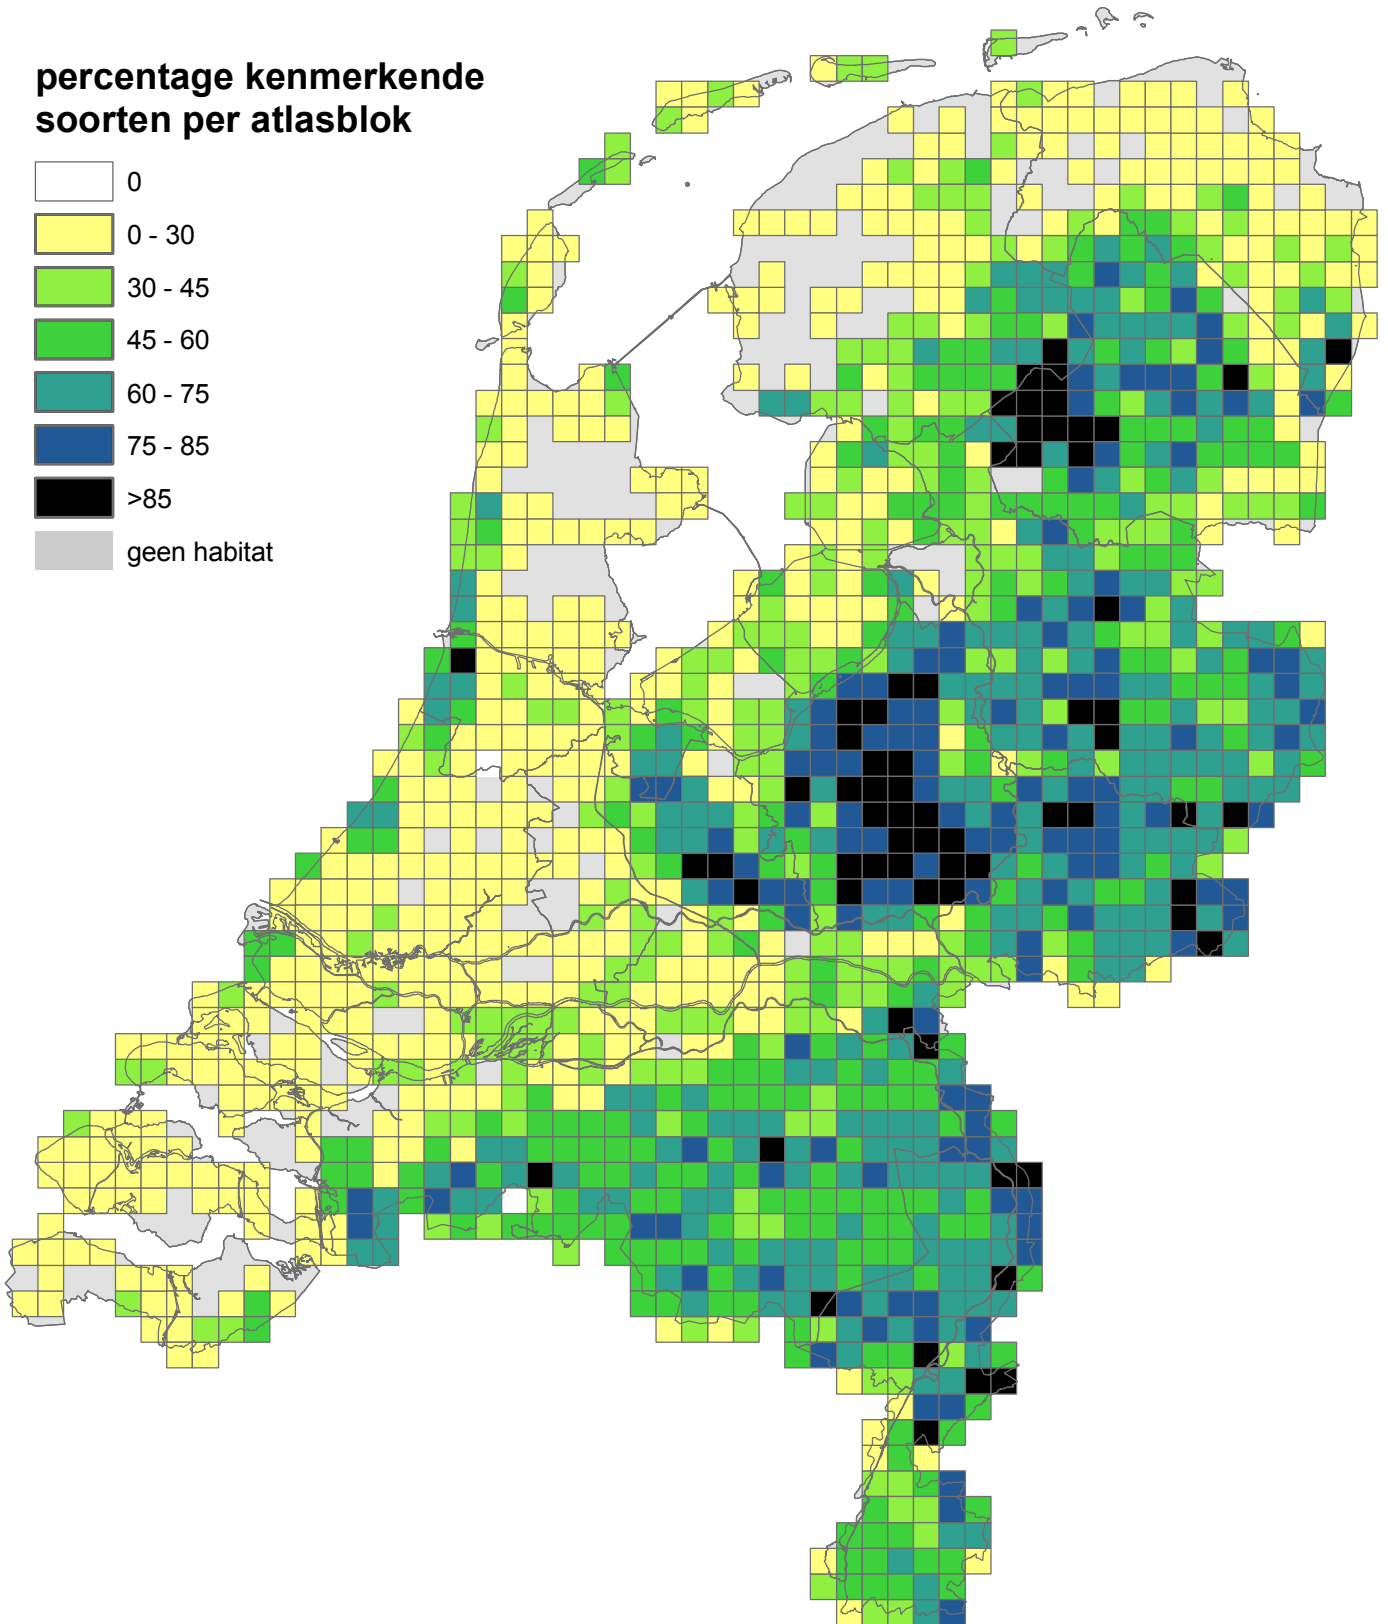 percentage kenmerkende
soorten per atlasblok
0
0 - 30
30 - 45
45 - 60
60 - 75
75 - 85
>85
geen habitat